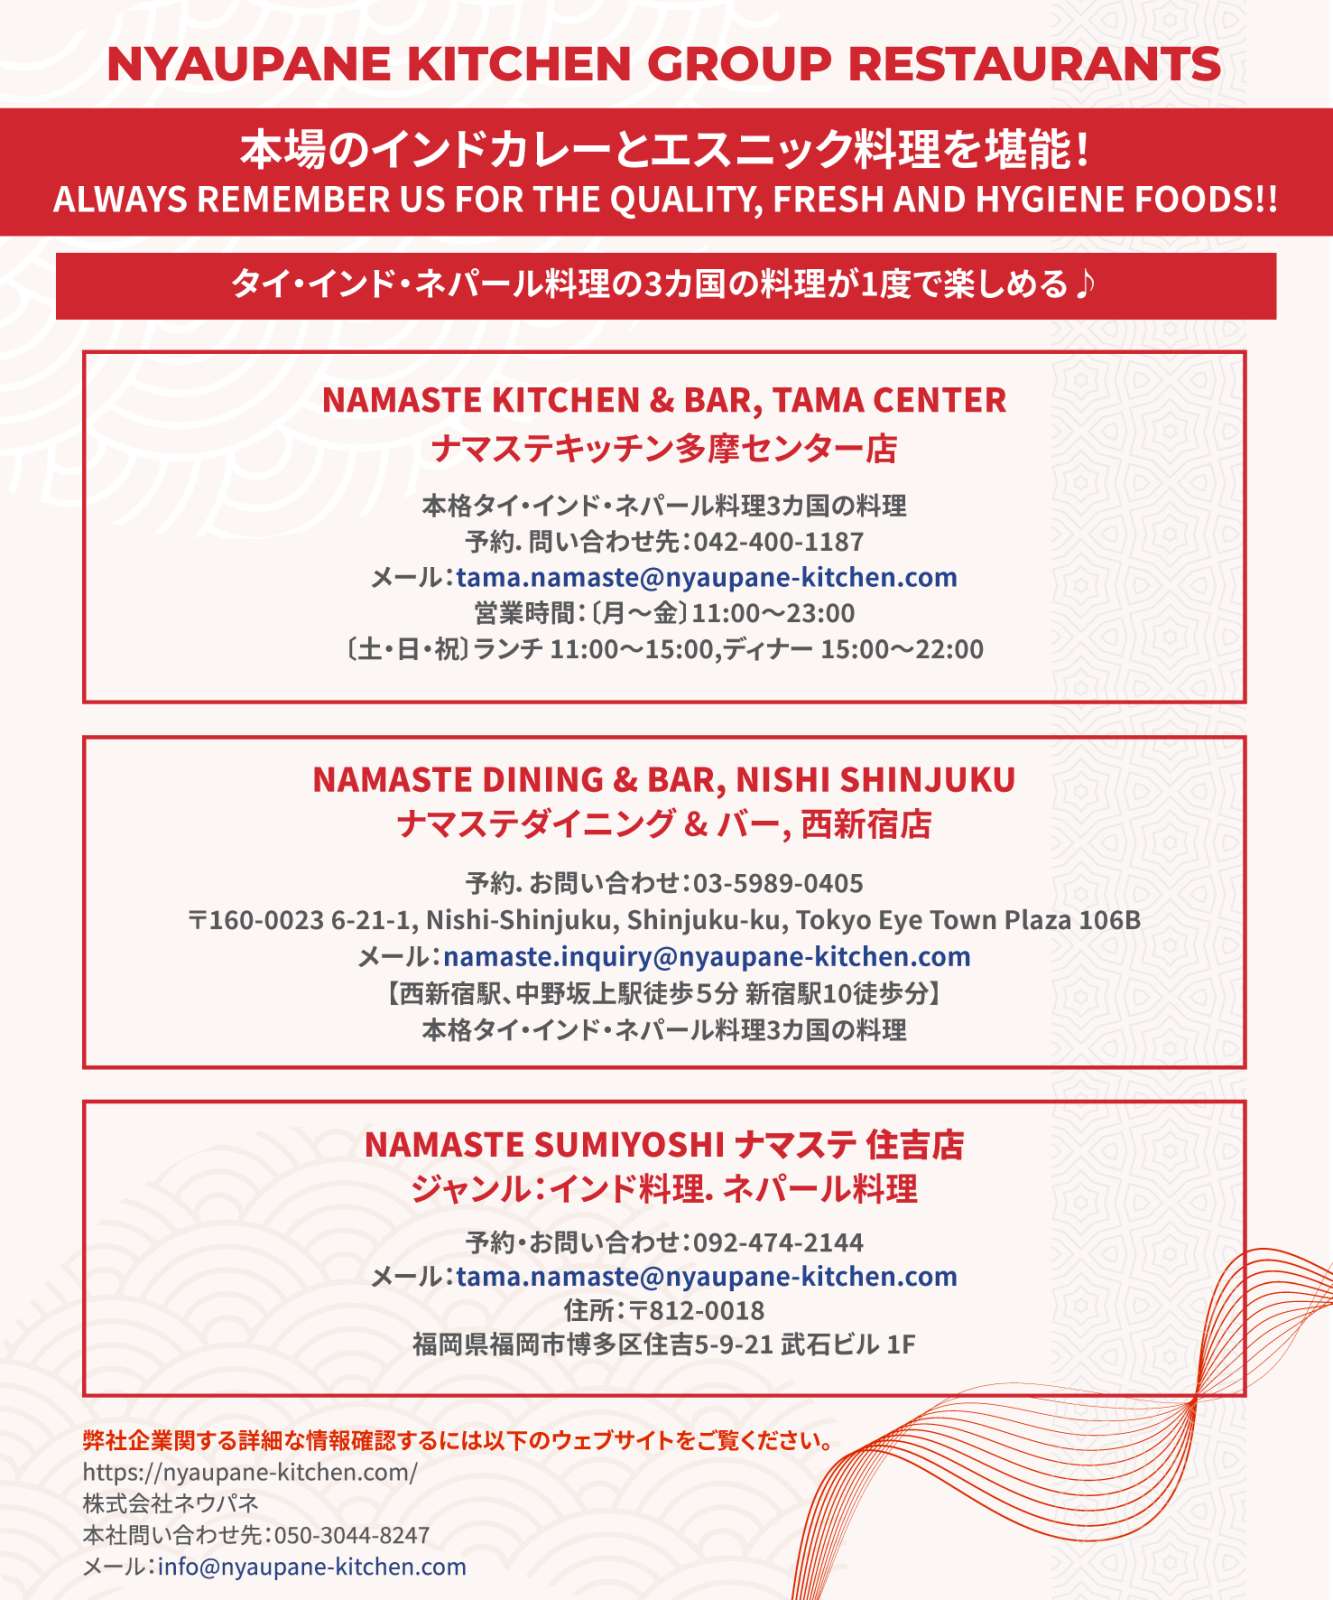 NYAUPANE KITCHEN GROUP RESTAURANTS
本場のインドカレーとエスニック料理を堪能！
ALWAYS REMEMBER US FOR THE QUALITY, FRESH AND HYGIENE FOODS!!
タイ・インド・ネパール料理の3カ国の料理が1度で楽しめる♪
NAMASTE KITCHEN & BAR, TAMA CENTER
ナマステキッチン多摩センター店
本格タイ・インド・ネパール料理3カ国の料理
予約．問い合わせ先：042-400-1187
メール：tama.namaste@nyaupane-kitchen.com
営業時間：〔月～金〕11:00～23:00
〔土・日・祝〕ランチ 11:00～15:00,ディナー 15:00～22:00
NAMASTE DINING & BAR, NISHI SHINJUKU
ナマステダイニング & バー, 西新宿店
予約．お問い合わせ：03-5989-0405
〒160-0023 6-21-1, Nishi-Shinjuku, Shinjuku-ku, Tokyo Eye Town Plaza 106B
メール：namaste.inquiry@nyaupane-kitchen.com
【西新宿駅、中野坂上駅徒歩５分 新宿駅10徒歩分】
本格タイ・インド・ネパール料理3カ国の料理
NAMASTE SUMIYOSHI ナマステ 住吉店
ジャンル：インド料理．ネパール料理
予約・お問い合わせ：092-474-2144
メール：tama.namaste@nyaupane-kitchen.com
住所：〒812-0018
福岡県福岡市博多区住吉5-9-21 武石ビル 1F
弊社企業関する詳細な情報確認するには以下のウェブサイトをご覧ください。
https://nyaupane-kitchen.com/
株式会社ネウパネ
本社問い合わせ先：050-3044-8247
メール：info@nyaupane-kitchen.com